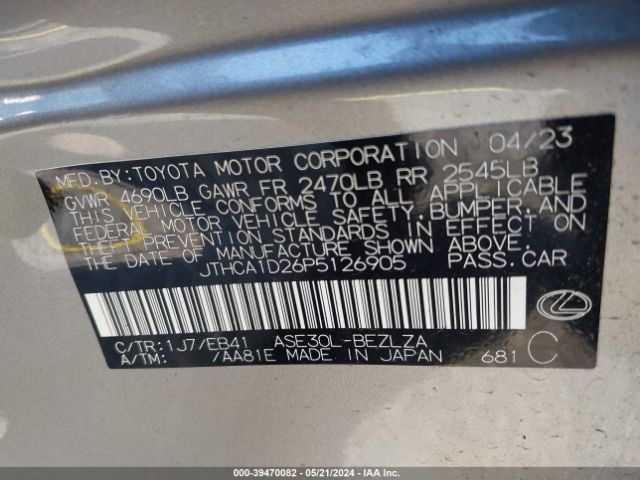 MFD. BY: TOYOTA MOTOR CORPORATION 04/23
GVWR 4690LB GAWR FR 2470LB RR 2545LB
THIS VEHICLE CONFORMS TO ALL APPLICABLE
FEDERAL MOTOR VEHICLE SAFETY, BUMPER, AND
THEFT PREVENTION STANDARDS IN EFFECT ON
THE DATE OF MANUFACTURE SHOWN ABOVE.
JTHCA1D26P5126905 PASS.CAR
C/TR: 1J7/EB41 ASE30L-BEZLZA
A/TM: /AA81E MADE IN JAPAN 681 C
000-39470082 - 05/21/2024 - IAA Inc.